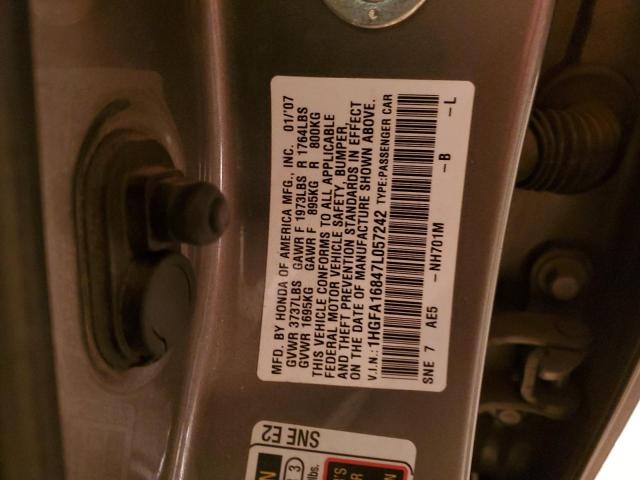 MFD. BY HONDA OF AMERICA MFG., INC. 01/'07
GVWR 3737LBS GAWR F 1973LBS R 1764LBS
GVWR 1695KG GAWR F 895KG R 800KG
THIS VEHICLE CONFORMS TO ALL APPLICABLE
FEDERAL MOTOR VEHICLE SAFETY, BUMPER,
AND THEFT PREVENTION STANDARDS IN EFFECT
ON THE DATE OF MANUFACTURE SHOWN ABOVE.
V.I.N.: 1HGFA16847L057242 TYPE:PASSENGER CAR
SNE 7 AE5 -NH701M -B -L
SNE E2
3
lbs.